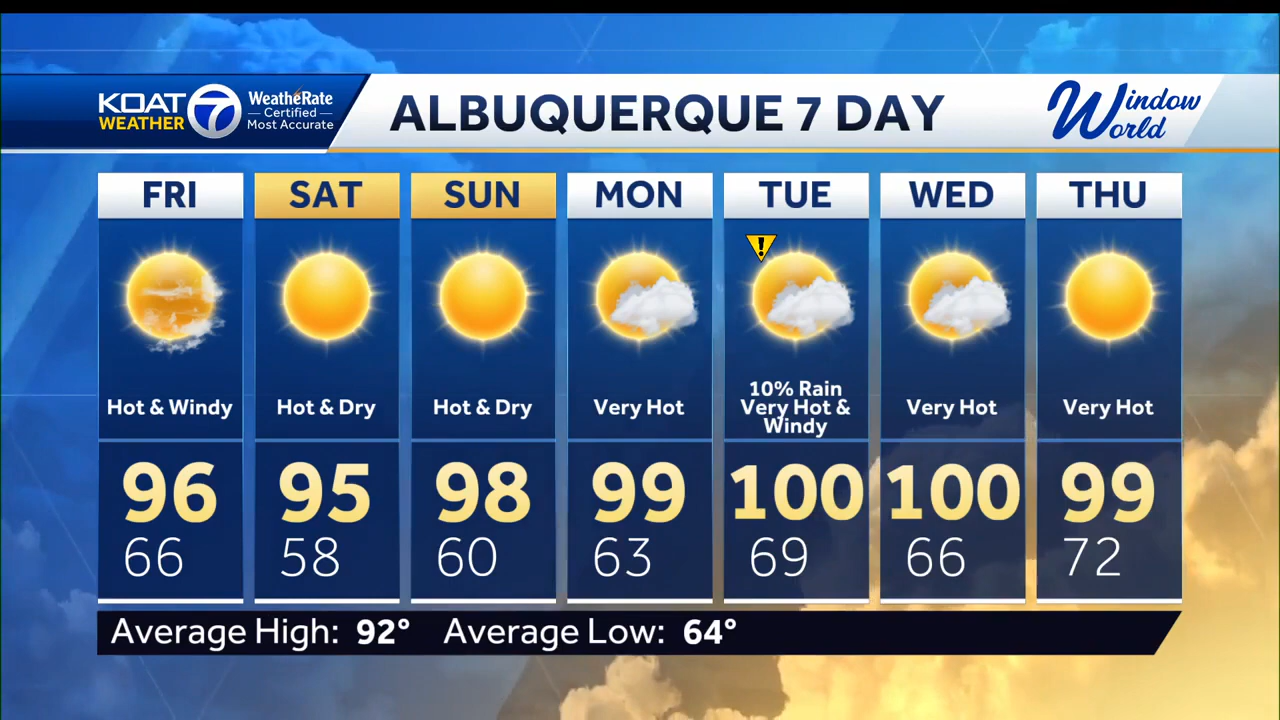 KOAT
WEATHER
7
WeatheRate
Certified
Most Accurate
ALBUQUERQUE 7 DAY
Window
World
FRI
SAT
SUN
MON
TUE
WED
THU
!
Hot & Windy
Hot & Dry
Hot & Dry
Very Hot
10% Rain
Very Hot &
Windy
Very Hot
Very Hot
96
95
98
99
100
100
99
66
58
60
63
69
66
72
Average High: 92° Average Low: 64°